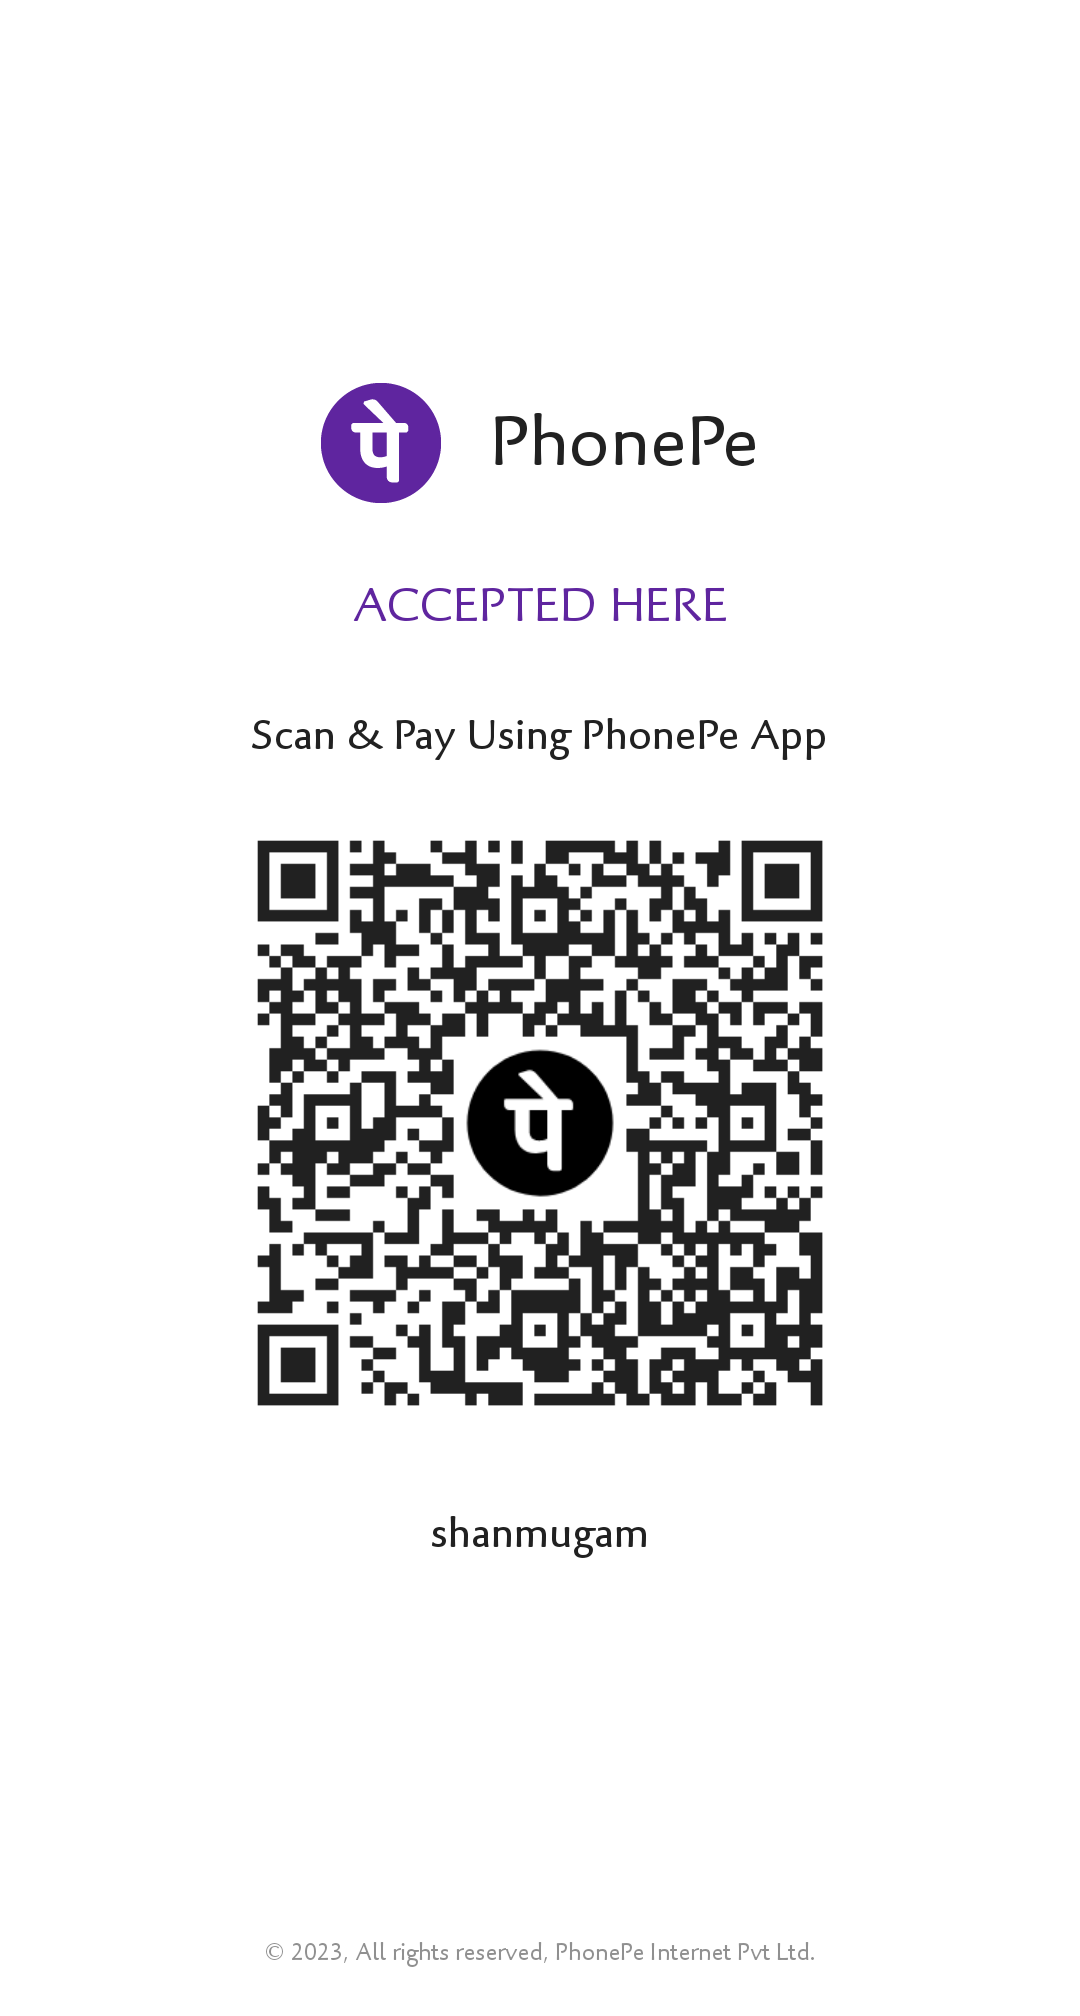 पे PhonePe
ACCEPTED HERE
Scan & Pay Using PhonePe App
पे
shanmugam
© 2023, All rights reserved, PhonePe Internet Pvt Ltd.